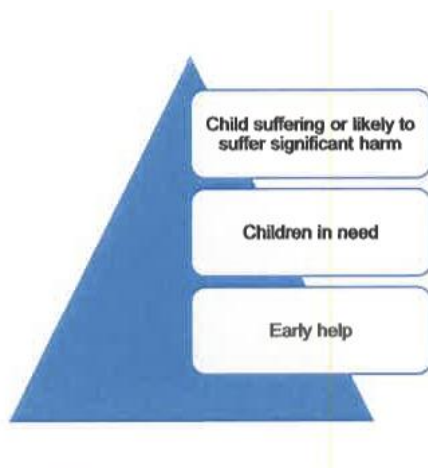 Child suffering or likely to
suffer significant harm
Children in need
Early help